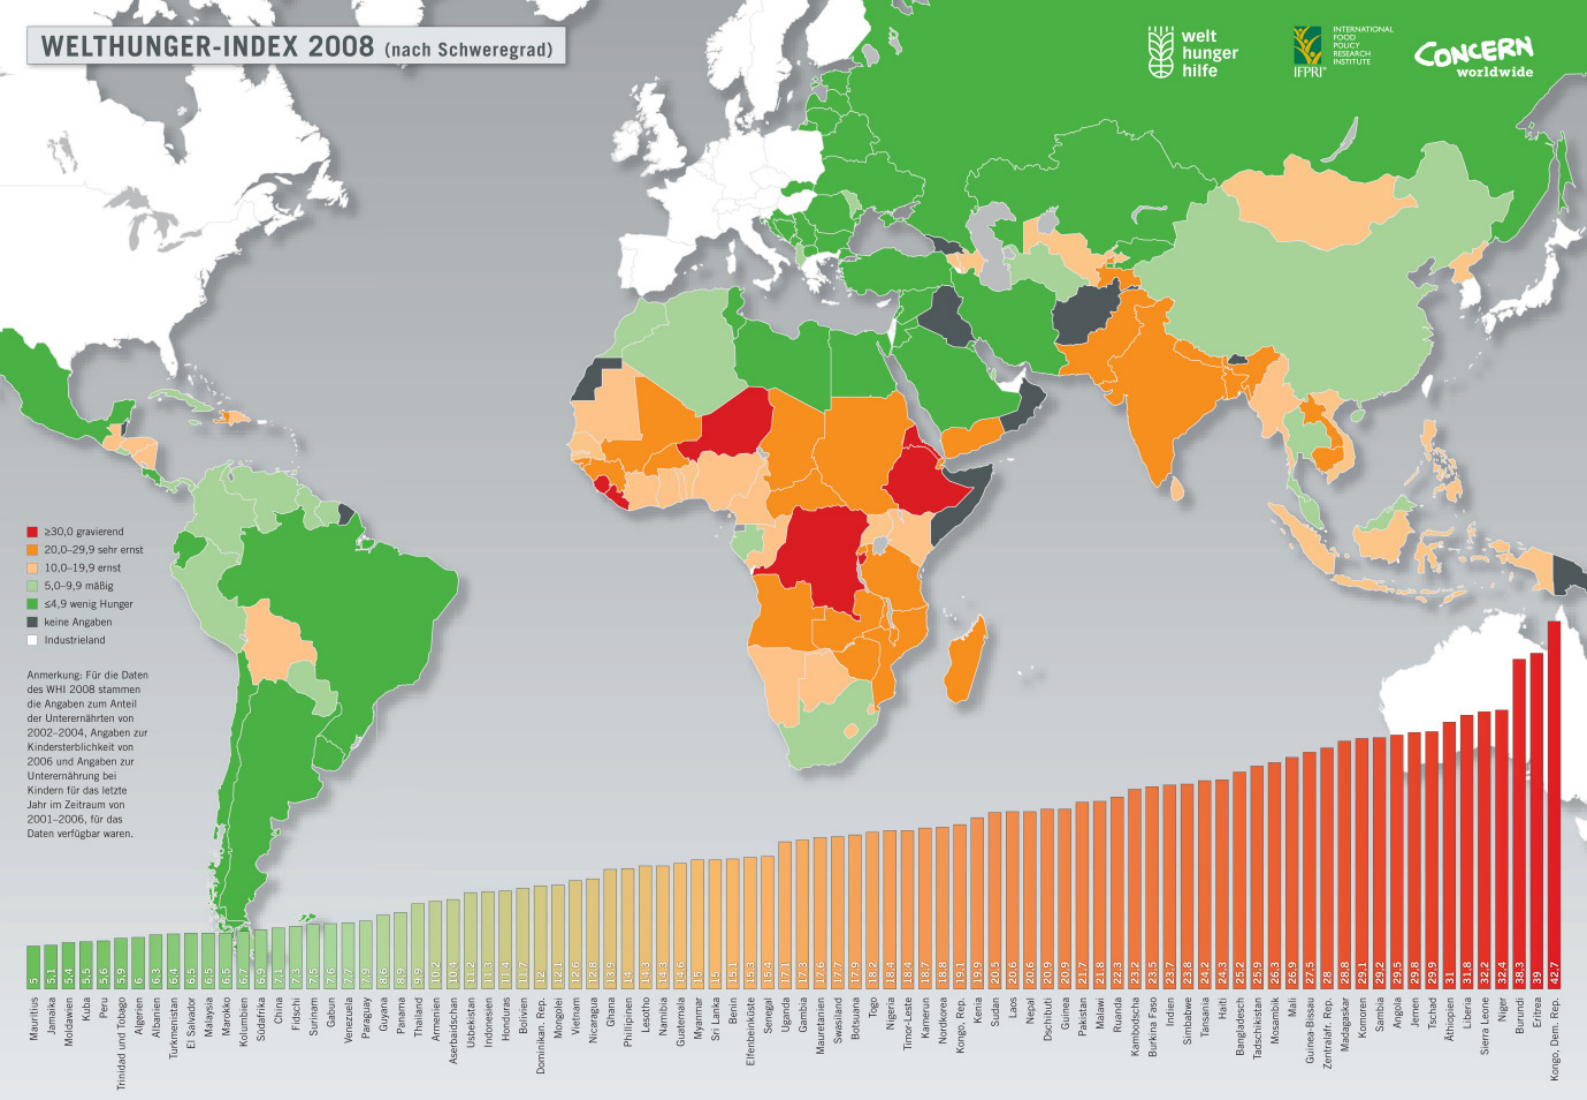 WELTHUNGER-INDEX 2008 (nach Schweregrad)
welt
hunger
hilfe
IFPRI®
INTERNATIONAL
FOOD
POLICY
RESEARCH
INSTITUTE
CONCERN
worldwide
≥30,0 gravierend
20,0–29,9 sehr ernst
10,0–19,9 ernst
5,0–9,9 mäßig
≤4,9 wenig Hunger
keine Angaben
Industrieland
Anmerkung: Für die Daten
des WHI 2008 stammen
die Angaben zum Anteil
der Unterernährten von
2002–2004, Angaben zur
Kindersterblichkeit von
2006 und Angaben zur
Unterernährung bei
Kindern für das letzte
Jahr im Zeitraum von
2001–2006, für das
Daten verfügbar waren.
5 Mauritius
5.1 Jamaika
5.4 Moldawien
5.5 Kuba
5.6 Peru
5.9 Trinidad und Tobago
6 Algerien
6.3 Albanien
6.4 Turkmenistan
6.5 El Salvador
6.5 Malaysia
6.5 Marokko
6.7 Kolumbien
6.9 Südafrika
7.1 China
7.3 Fidschi
7.5 Surinam
7.6 Gabun
7.7 Venezuela
7.9 Paraguay
8.6 Guyana
8.9 Panama
9.9 Thailand
10.2 Armenien
10.4 Aserbaidschan
11.2 Usbekistan
11.3 Indonesien
11.4 Honduras
11.7 Bolivien
12 Dominikan. Rep.
12.1 Mongolei
12.6 Vietnam
12.8 Nicaragua
13.9 Ghana
14 Philipinen
14.3 Lesotho
14.3 Namibia
14.6 Guatemala
15 Myanmar
15 Sri Lanka
15.1 Benin
15.3 Elfenbeinküste
15.4 Senegal
17.1 Uganda
17.3 Gambia
17.6 Mauretanien
17.7 Swasiland
17.9 Botsuana
18.2 Togo
18.4 Nigeria
18.4 Timor-Leste
18.7 Kamerun
18.8 Nordkorea
19.1 Kongo, Rep.
19.9 Kenia
20.5 Sudan
20.6 Laos
20.6 Nepal
20.9 Dschibuti
20.9 Guinea
21.7 Pakistan
21.8 Malawi
22.3 Ruanda
23.2 Kambodscha
23.5 Burkina Faso
23.7 Indien
23.8 Simbabwe
24.2 Tansania
24.3 Haiti
25.2 Bangladesch
25.9 Tadschikistan
26.3 Mosambik
26.9 Mali
27.5 Guinea-Bissau
28 Zentralafr. Rep.
28.8 Madagaskar
29.1 Komoren
29.2 Sambia
29.5 Angola
29.8 Jemen
29.9 Tschad
31 Äthiopien
31.8 Liberia
32.2 Sierra Leone
32.4 Niger
38.3 Burundi
39 Eritrea
42.7 Kongo, Dem. Rep.